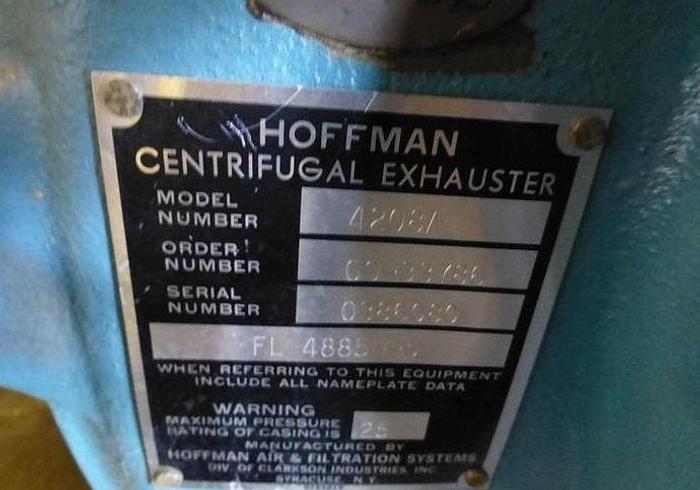 HOFFMAN
CENTRIFUGAL EXHAUSTER
MODEL
NUMBER 4208A
ORDER
NUMBER
SERIAL
NUMBER
FL
WHEN REFERRING TO THIS EQUIPMENT
INCLUDE ALL NAMEPLATE DATA
WARNING
MAXIMUM PRESSURE
RATING OF CASING IS 25
MANUFACTURED BY
HOFFMAN AIR & FILTRATION SYSTEMS
DIV. OF CLARKSON INDUSTRIES, INC.
SYRACUSE, N.Y.